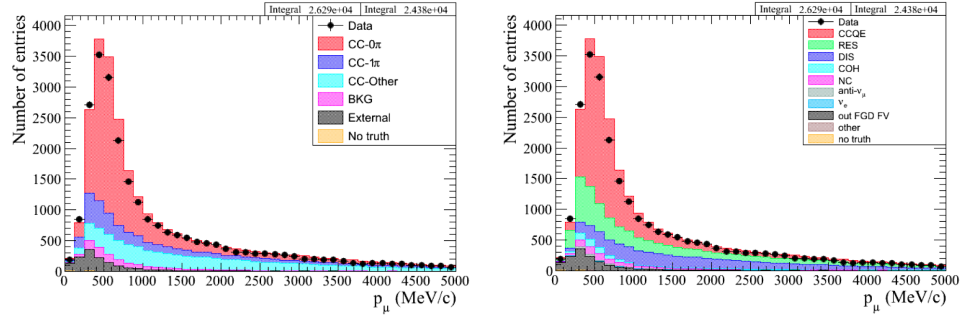 Integral 2.629e+04 Integral 2.438e+04
Number of entries
4000
3500
3000
2500
2000
1500
1000
500
0
Data
CC-0π
CC-1π
CC-Other
BKG
External
No truth
0 500 1000 1500 2000 2500 3000 3500 4000 4500 5000
pμ (MeV/c)
Integral 2.629e+04 Integral 2.438e+04
Number of entries
4000
3500
3000
2500
2000
1500
1000
500
0
Data
CCQE
RES
DIS
COH
NC
anti-νμ
νe
out FGD FV
other
no truth
0 500 1000 1500 2000 2500 3000 3500 4000 4500 5000
pμ (MeV/c)